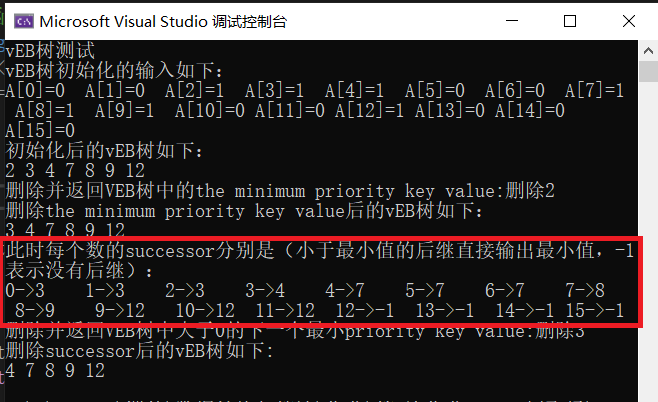 Microsoft Visual Studio 调试控制台
vEB树测试
vEB树初始化的输入如下:
A[0]=0 A[1]=0 A[2]=1 A[3]=1 A[4]=1 A[5]=0 A[6]=0 A[7]=1
A[8]=1 A[9]=1 A[10]=0 A[11]=0 A[12]=1 A[13]=0 A[14]=0
A[15]=0
初始化后的vEB树如下:
2 3 4 7 8 9 12
删除并返回VEB树中的the minimum priority key value:删除2
删除the minimum priority key value后的vEB树如下:
3 4 7 8 9 12
此时每个数的successor分别是（小于最小值的后继直接输出最小值，-1
表示没有后继）:
0->3 1->3 2->3 3->4 4->7 5->7 6->7 7->8
8->9 9->12 10->12 11->12 12->-1 13->-1 14->-1 15->-1
删除并返回VEB树中大于0的下一个最小priority key value:删除3
删除successor后的vEB树如下:
4 7 8 9 12